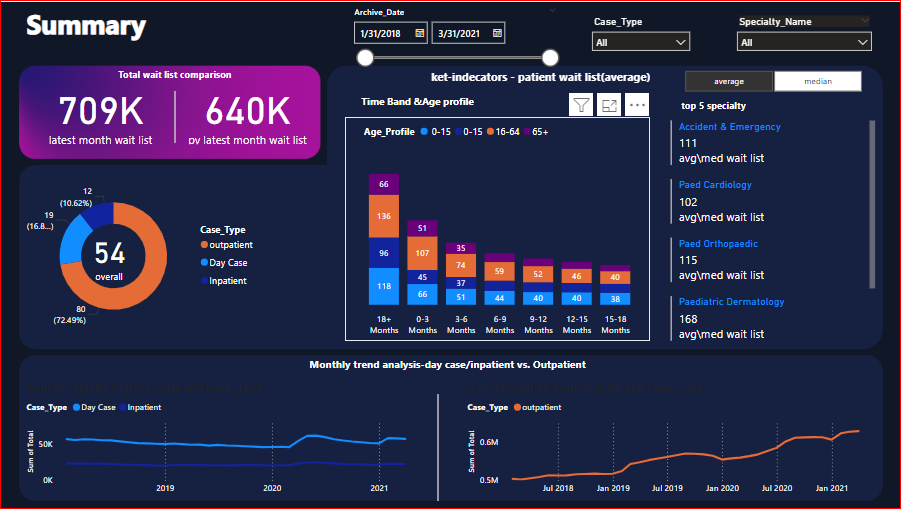 Summary
Archive_Date
1/31/2018
3/31/2021
Case_Type
All
Specialty_Name
All
Total wait list comparison
709K
latest month wait list
640K
pv latest month wait list
ket-indecators - patient wait list(average)
average
median
Time Band &Age profile
Age_Profile 0-15 0-15 16-64 65+
66
136
96
118
51
107
45
66
35
74
37
51
59
44
52
40
46
40
40
38
18+ Months
0-3 Months
3-6 Months
6-9 Months
9-12 Months
12-15 Months
15-18 Months
top 5 specialty
Accident & Emergency
111
avg\med wait list
Paed Cardiology
102
avg\med wait list
Paed Orthopaedic
115
avg\med wait list
Paediatric Dermatology
168
avg\med wait list
12
(10.62%)
19
(16.8...)
54
overall
80
(72.49%)
Case_Type
outpatient
Day Case
Inpatient
Monthly trend analysis-day case/inpatient vs. Outpatient
Case_Type Day Case Inpatient
Sum of Total
50K
0K
2019
2020
2021
Case_Type outpatient
Sum of Total
0.6M
0.5M
Jul 2018
Jan 2019
Jul 2019
Jan 2020
Jul 2020
Jan 2021